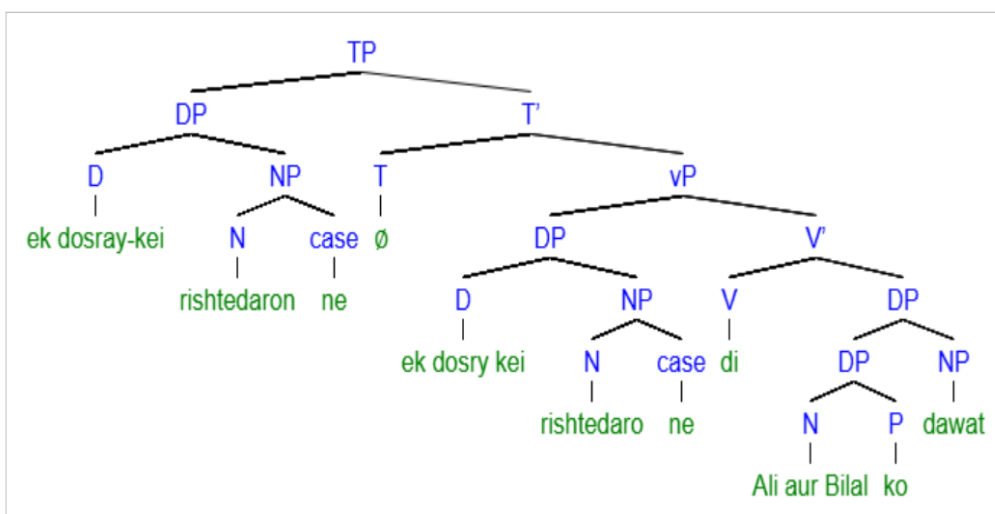 TP
DP T'
D NP T vP
ek dosray-kei N case ø DP V'
rishtedaron ne D NP V DP
ek dosry kei N case di DP NP
rishtedaro ne N P dawat
Ali aur Bilal ko